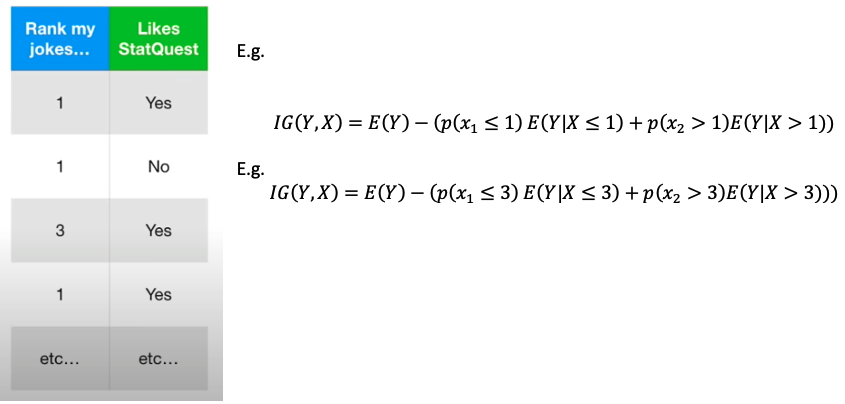 Rank my jokes... Likes StatQuest
1 Yes
1 No
3 Yes
1 Yes
etc... etc...
E.g.
IG(Y,X) = E(Y) − (p(x₁ ≤ 1) E(Y|X ≤ 1) + p(x₂ > 1)E(Y|X > 1))
E.g.
IG(Y,X) = E(Y) − (p(x₁ ≤ 3) E(Y|X ≤ 3) + p(x₂ > 3)E(Y|X > 3)))